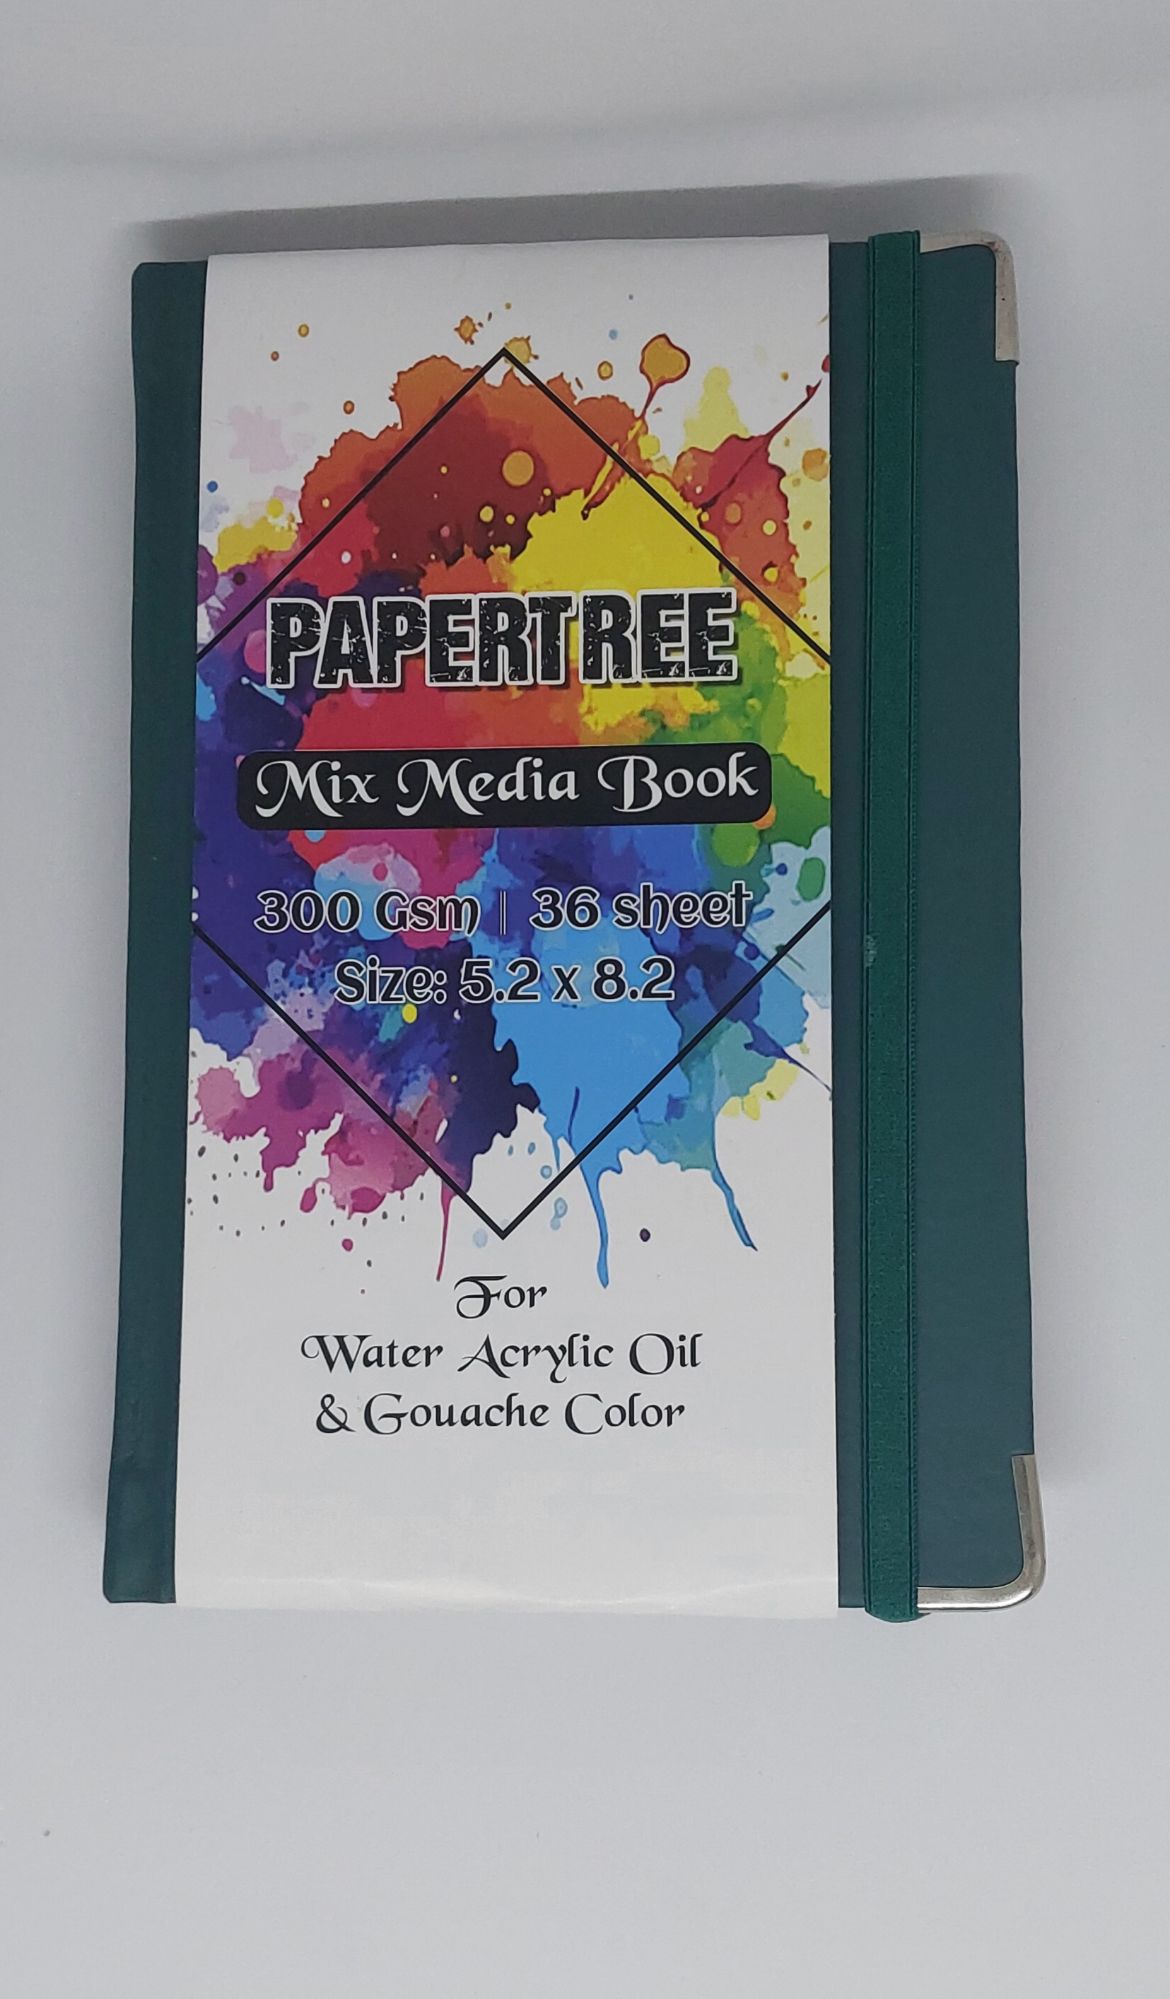 PAPERTREE
Mix Media Book
300 Gsm | 36 sheet
Size: 5.2 x 8.2
For
Water Acrylic Oil
& Gouache Color